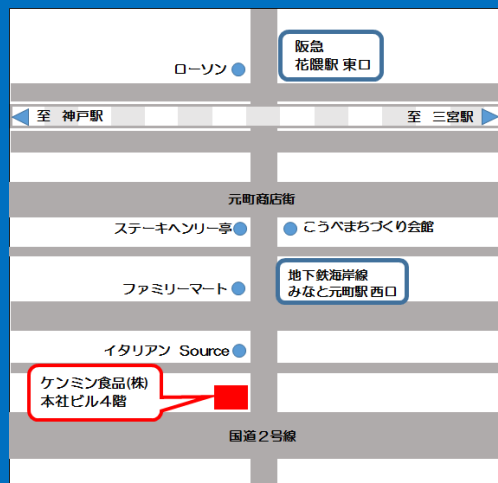 阪急
花隈駅 東口
ローソン
至 神戸駅
至 三宮駅
元町商店街
ステーキヘンリー亭
こうべまちづくり会館
地下鉄海岸線
みなと元町駅 西口
ファミリーマート
イタリアン Source
ケンミン食品(株)
本社ビル4階
国道2号線